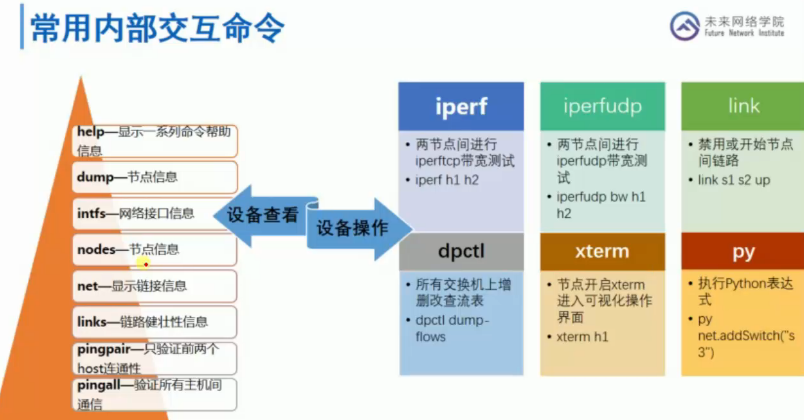 常用内部交互命令
未来网络学院
Future Network Institute
help—显示一系列命令帮助
信息
dump—节点信息
intfs—网络接口信息
nodes—节点信息
net—显示链接信息
links—链路健壮性信息
pingpair—只验证前两个
host连通性
pingall—验证所有主机间
通信
设备查看
设备操作
iperf
• 两节点间进行
iperftcp带宽测试
• iperf h1 h2
iperfudp
• 两节点间进行
iperfudp带宽测
试
• iperfudp bw h1
h2
link
• 禁用或开始节点
间链路
• link s1 s2 up
dpctl
• 所有交换机上增
删改查流表
• dpctl dump-
flows
xterm
• 节点开启xterm
进入可视化操作
界面
• xterm h1
py
• 执行Python表达
式
• py
net.addSwitch("s
3")